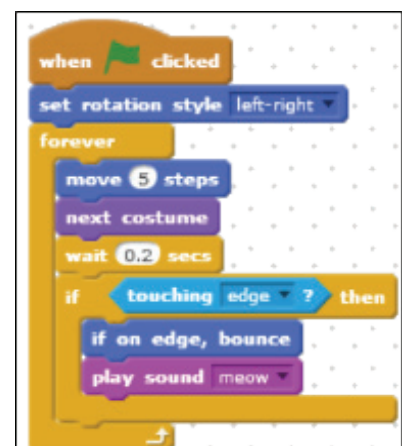 when clicked
set rotation style left-right
forever
move 5 steps
next costume
wait 0.2 secs
if touching edge ? then
if on edge, bounce
play sound meow